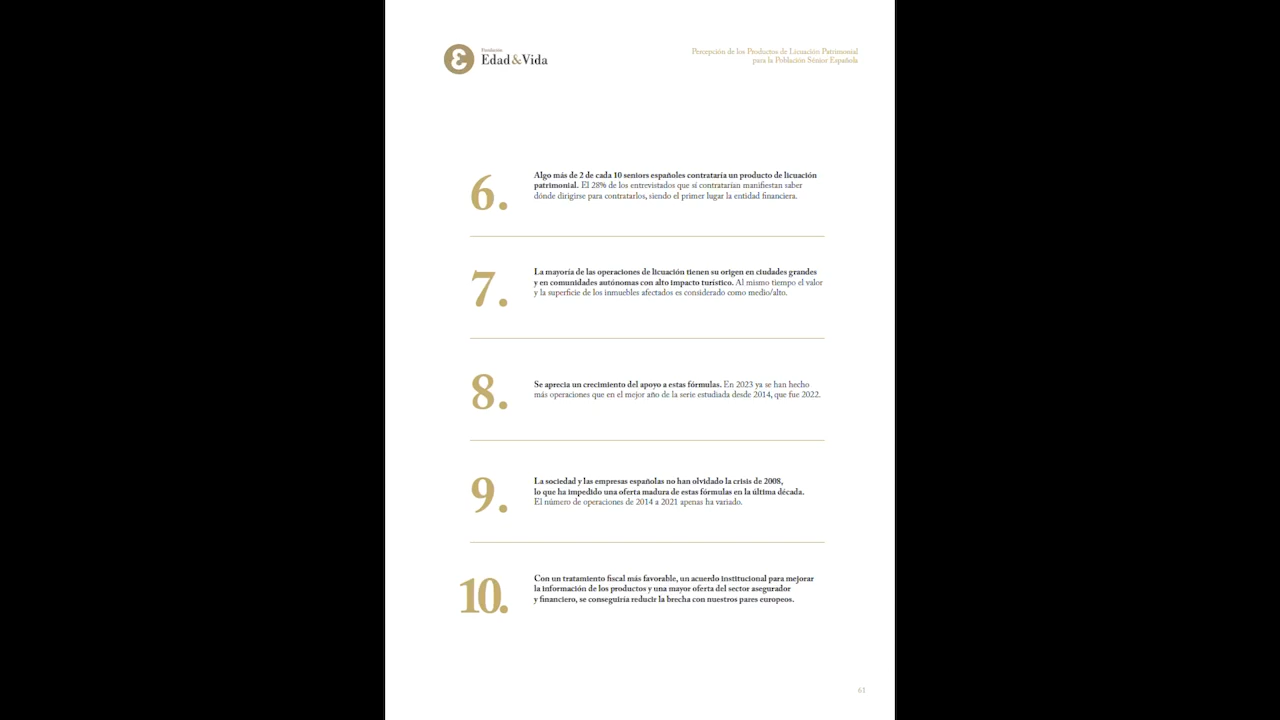 Fundación
Edad&Vida
Percepción de los Productos de Licuación Patrimonial
para la Población Sénior Española
6.
Algo más de 2 de cada 10 seniors españoles contrataría un producto de licuación
patrimonial. El 28% de los entrevistados que sí contratarían manifiestan saber
dónde dirigirse para contratarlos, siendo el primer lugar la entidad financiera.
7.
La mayoría de las operaciones de licuación tienen su origen en ciudades grandes
y en comunidades autónomas con alto impacto turístico. Al mismo tiempo el valor
y la superficie de los inmuebles afectados es considerado como medio/alto.
8.
Se aprecia un crecimiento del apoyo a estas fórmulas. En 2023 ya se han hecho
más operaciones que en el mejor año de la serie estudiada desde 2014, que fue 2022.
9.
La sociedad y las empresas españolas no han olvidado la crisis de 2008,
lo que ha impedido una oferta madura de estas fórmulas en la última década.
El número de operaciones de 2014 a 2021 apenas ha variado.
10.
Con un tratamiento fiscal más favorable, un acuerdo institucional para mejorar
la información de los productos y una mayor oferta del sector asegurador
y financiero, se conseguiría reducir la brecha con nuestros pares europeos.
61